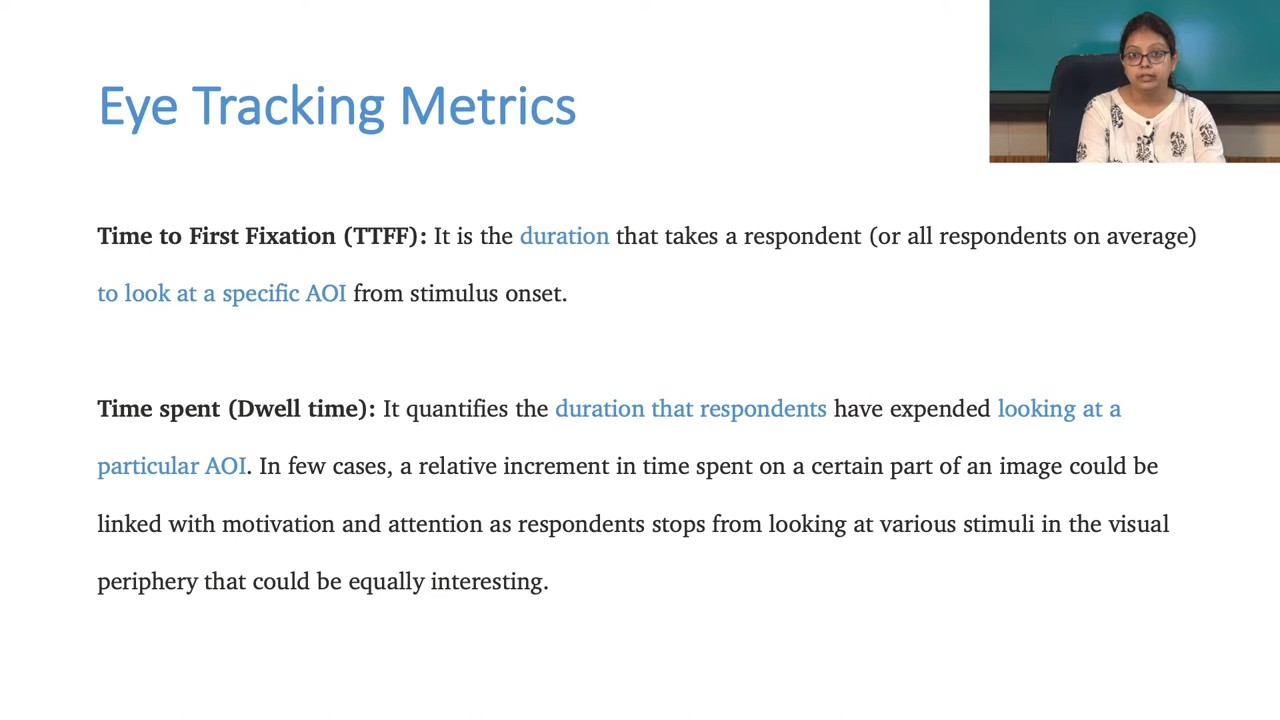 Eye Tracking Metrics
Time to First Fixation (TTFF): It is the duration that takes a respondent (or all respondents on average)
to look at a specific AOI from stimulus onset.
Time spent (Dwell time): It quantifies the duration that respondents have expended looking at a
particular AOI. In few cases, a relative increment in time spent on a certain part of an image could be
linked with motivation and attention as respondents stops from looking at various stimuli in the visual
periphery that could be equally interesting.